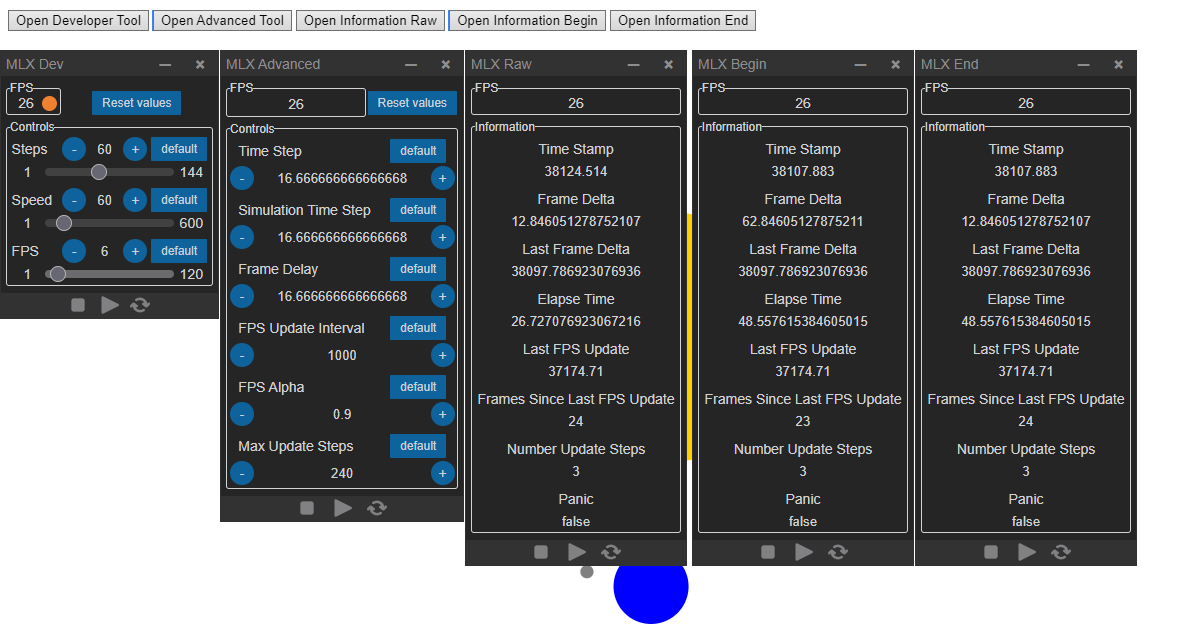 Open Developer Tool Open Advanced Tool Open Information Raw Open Information Begin Open Information End
MLX Dev
FPS
26
Reset values
Controls
Steps - 60 + default
1 144
Speed - 60 + default
1 600
FPS - 6 + default
1 120
MLX Advanced
FPS
26
Reset values
Controls
Time Step default
- 16.666666666666668 +
Simulation Time Step default
- 16.666666666666668 +
Frame Delay default
- 16.666666666666668 +
FPS Update Interval default
- 1000 +
FPS Alpha default
- 0.9 +
Max Update Steps default
- 240 +
MLX Raw
FPS
26
Information
Time Stamp
38124.514
Frame Delta
12.846051278752107
Last Frame Delta
38097.786923076936
Elapse Time
26.727076923067216
Last FPS Update
37174.71
Frames Since Last FPS Update
24
Number Update Steps
3
Panic
false
MLX Begin
FPS
26
Information
Time Stamp
38107.883
Frame Delta
62.84605127875211
Last Frame Delta
38097.786923076936
Elapse Time
48.557615384605015
Last FPS Update
37174.71
Frames Since Last FPS Update
23
Number Update Steps
3
Panic
false
MLX End
FPS
26
Information
Time Stamp
38107.883
Frame Delta
12.846051278752107
Last Frame Delta
38097.786923076936
Elapse Time
48.557615384605015
Last FPS Update
37174.71
Frames Since Last FPS Update
24
Number Update Steps
3
Panic
false